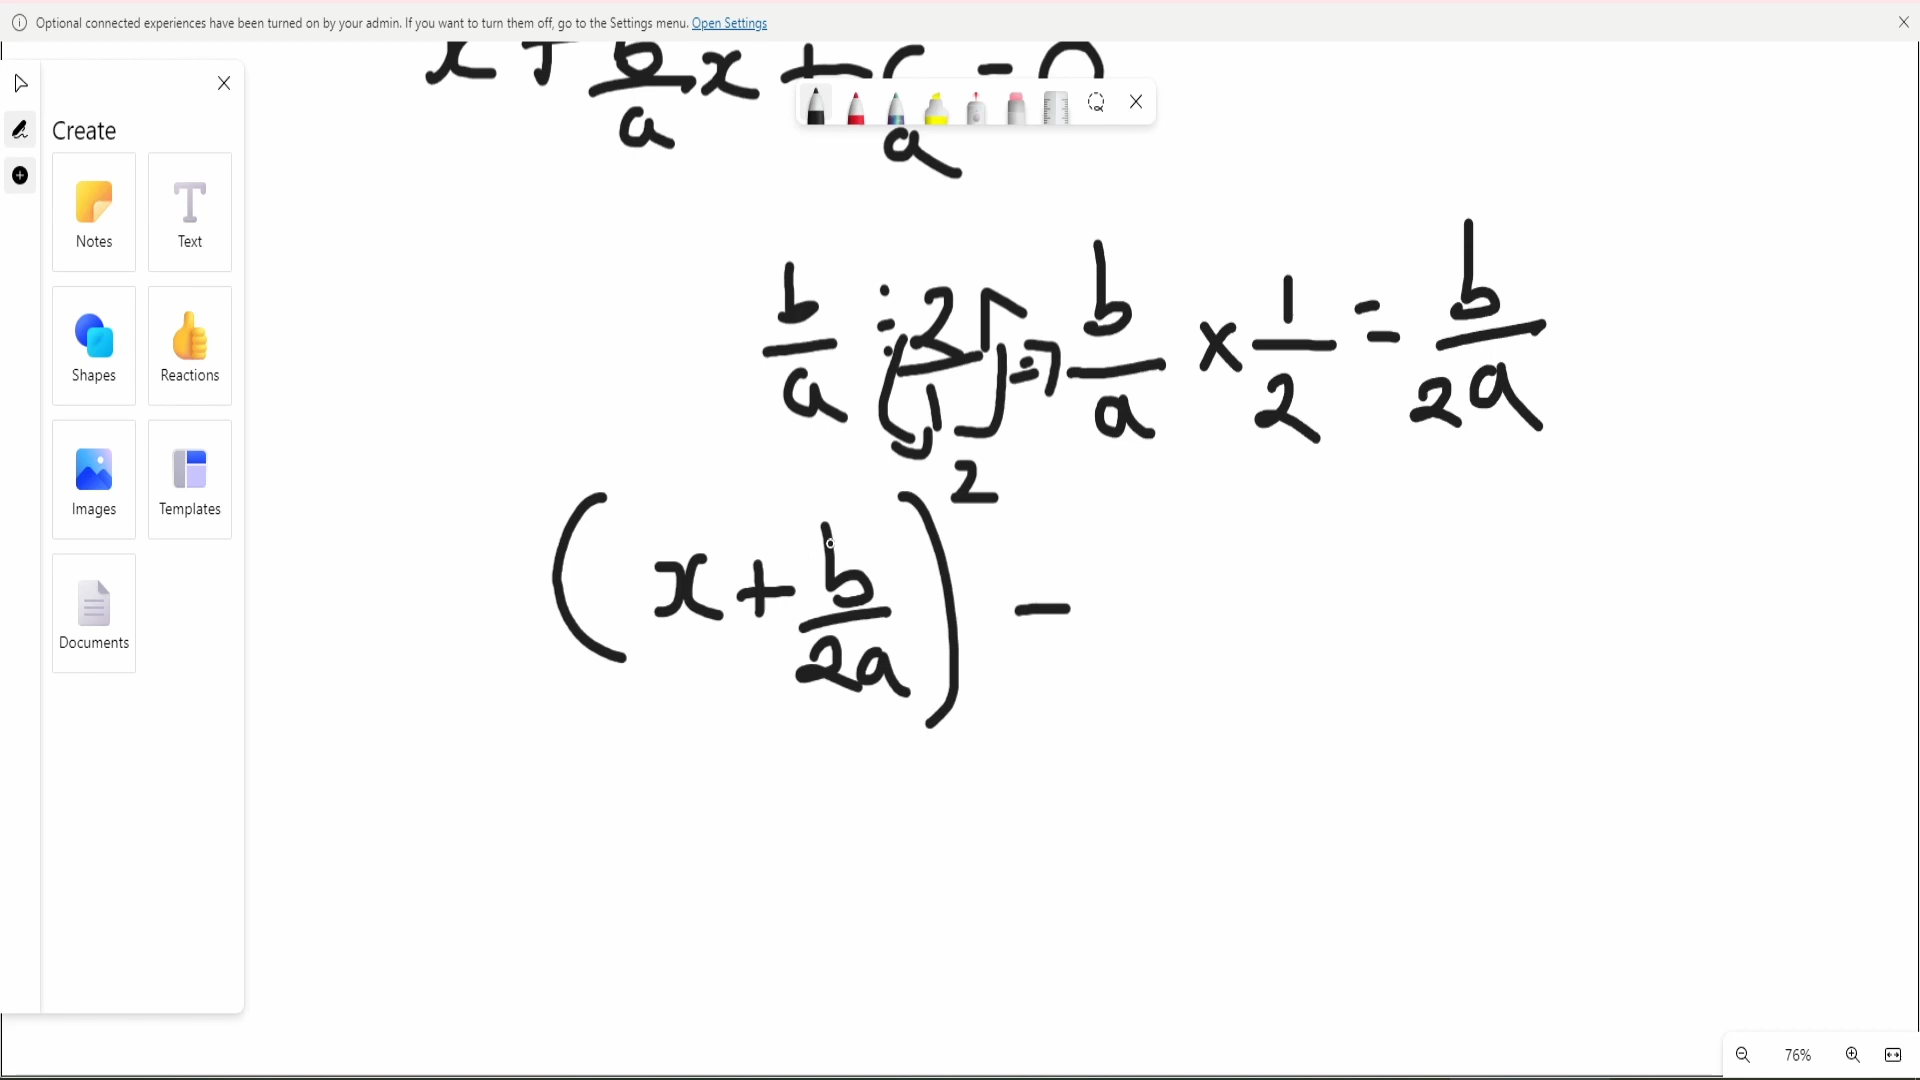 Optional connected experiences have been turned on by your admin. If you want to turn them off, go to the Settings menu. Open Settings
Create
Notes
Text
Shapes
Reactions
Images
Templates
Documents
x + b/a x + c/a = 0
b/a ÷ 2/1 => b/a × 1/2 = b/2a
(x + b/2a)² −
76%